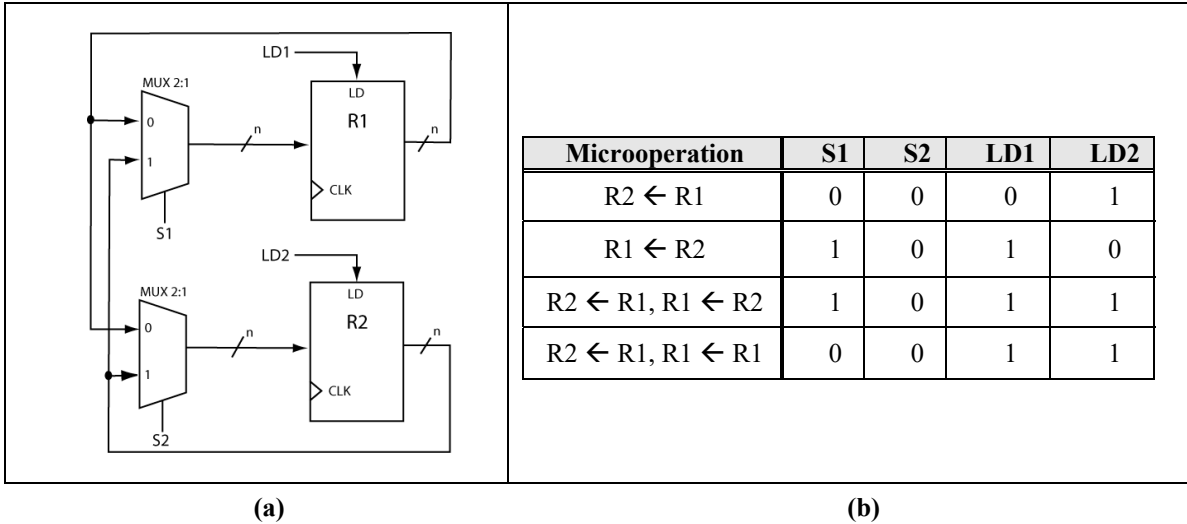 LD1
MUX 2:1
LD
R1
n
n
0
1
CLK
S1
LD2
MUX 2:1
LD
R2
n
n
0
1
CLK
S2
Microoperation S1 S2 LD1 LD2
R2 ← R1 0 0 0 1
R1 ← R2 1 0 1 0
R2 ← R1, R1 ← R2 1 0 1 1
R2 ← R1, R1 ← R1 0 0 1 1
(a) (b)